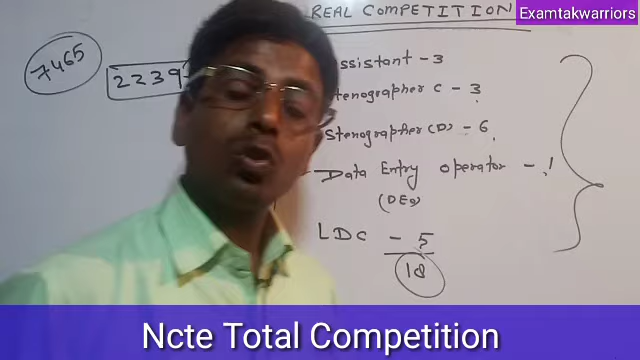 REAL COMPETITION
Examtakwarriors
7465
2239
ssistant - 3
tenographer C - 3
Stenographer (D) - 6
Data Entry operator - 1
(DEO)
LDC - 5
18
Ncte Total Competition